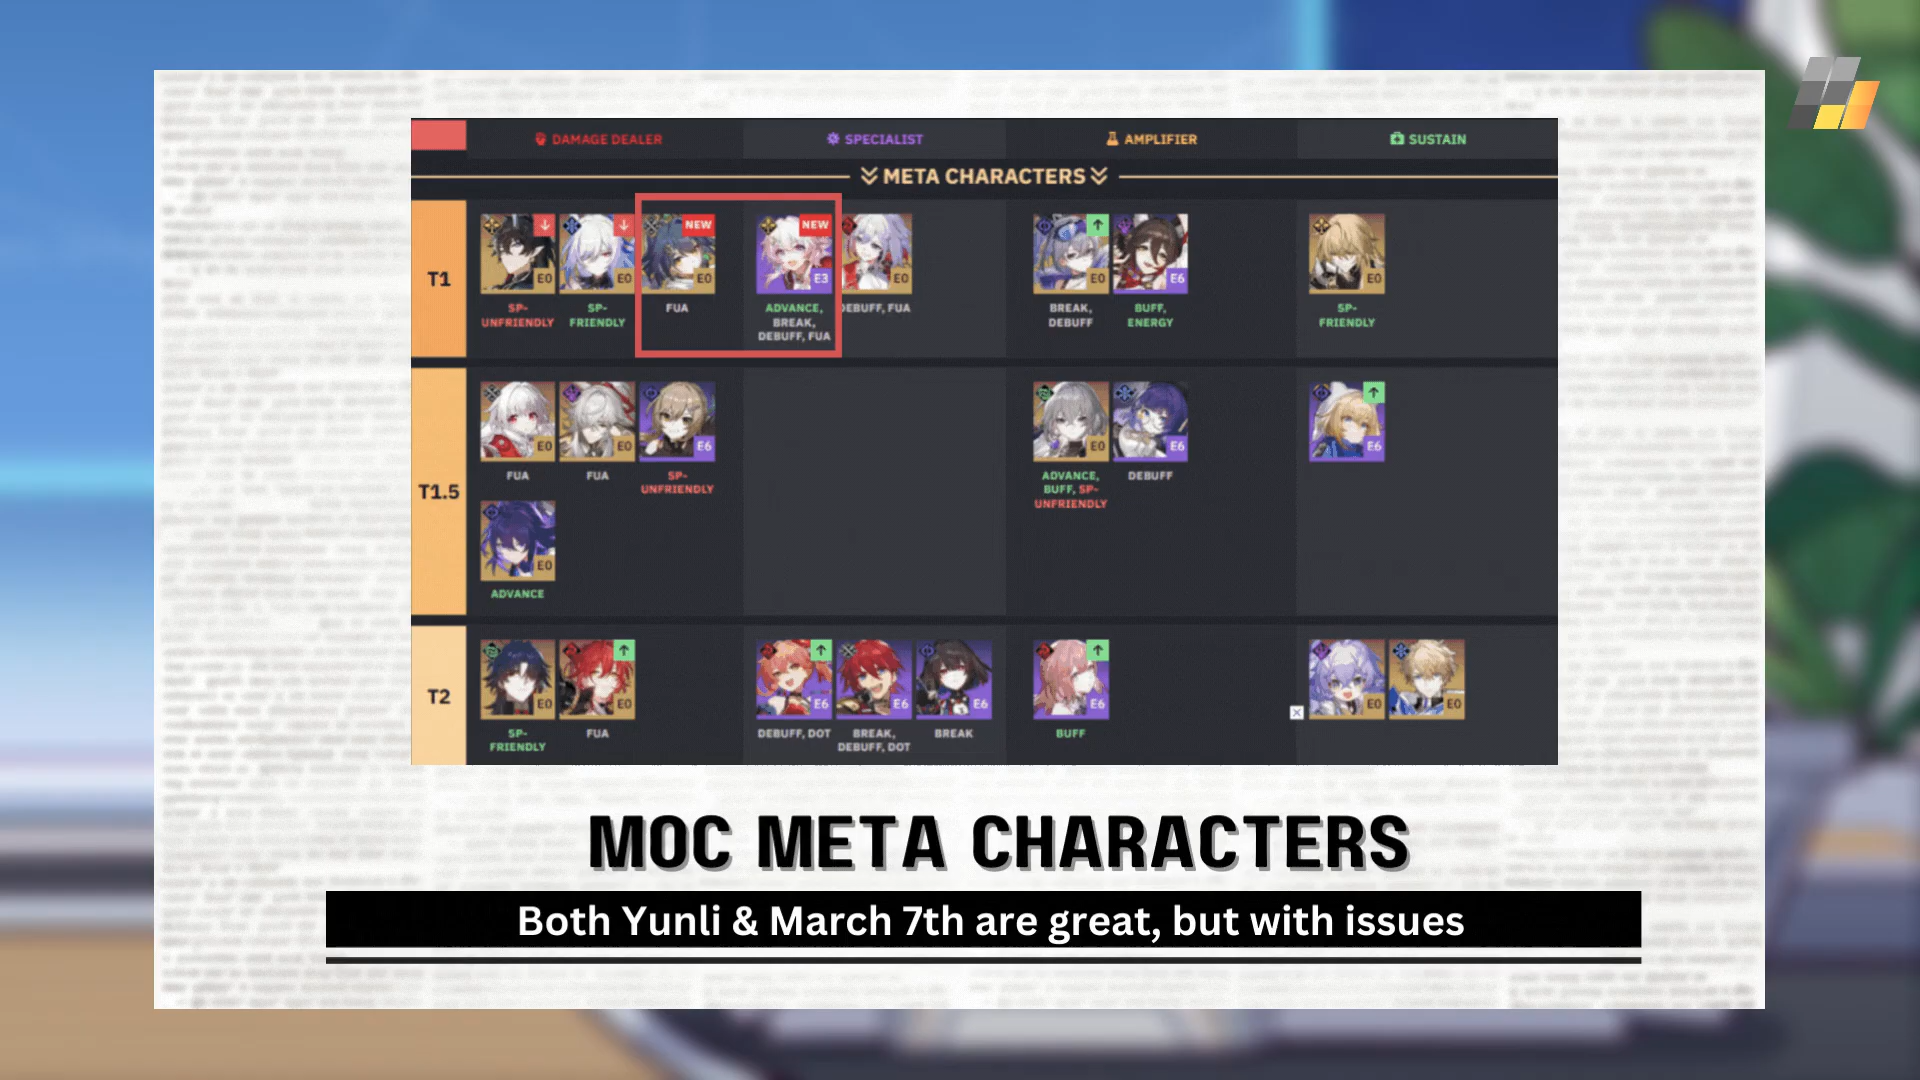 DAMAGE DEALER
SPECIALIST
AMPLIFIER
SUSTAIN
META CHARACTERS
T1
E0
E0
NEW
E0
NEW
E3
E0
E0
E6
E0
SP-
UNFRIENDLY
SP-
FRIENDLY
FUA
ADVANCE,
BREAK,
DEBUFF, FUA
DEBUFF, FUA
BREAK,
DEBUFF
BUFF,
ENERGY
SP-
FRIENDLY
T1.5
E0
E0
E6
E0
E6
E6
FUA
FUA
SP-
UNFRIENDLY
ADVANCE,
BUFF, SP-
UNFRIENDLY
DEBUFF
E0
ADVANCE
T2
E0
E0
E6
E6
E6
E6
E0
E0
SP-
FRIENDLY
FUA
DEBUFF, DOT
BREAK,
DEBUFF, DOT
BREAK
BUFF
MOC META CHARACTERS
Both Yunli & March 7th are great, but with issues